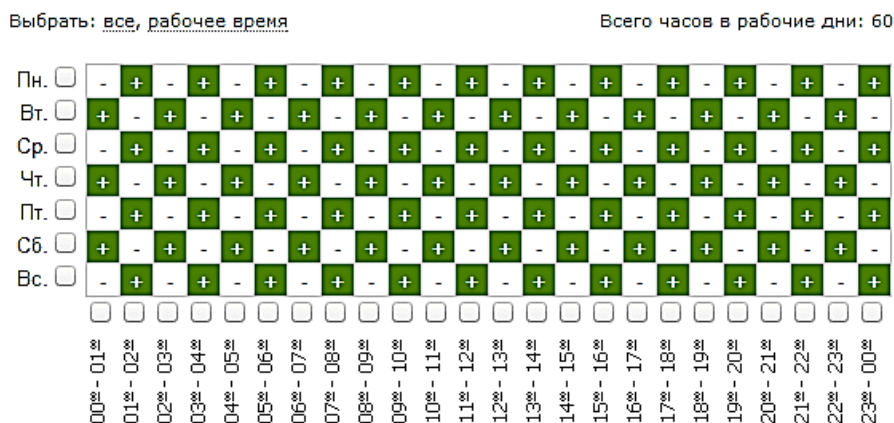 Выбрать: все, рабочее время Всего часов в рабочие дни: 60
Пн. - + - + - + - + - + - + - + - + - + - + - + - +
Вт. + - + - + - + - + - + - + - + - + - + - + - + -
Ср. - + - + - + - + - + - + - + - + - + - + - + - +
Чт. + - + - + - + - + - + - + - + - + - + - + - + -
Пт. - + - + - + - + - + - + - + - + - + - + - + - +
Сб. + - + - + - + - + - + - + - + - + - + - + - + -
Вс. - + - + - + - + - + - + - + - + - + - + - + - +
00⁰⁰ - 01⁰⁰
01⁰⁰ - 02⁰⁰
02⁰⁰ - 03⁰⁰
03⁰⁰ - 04⁰⁰
04⁰⁰ - 05⁰⁰
05⁰⁰ - 06⁰⁰
06⁰⁰ - 07⁰⁰
07⁰⁰ - 08⁰⁰
08⁰⁰ - 09⁰⁰
09⁰⁰ - 10⁰⁰
10⁰⁰ - 11⁰⁰
11⁰⁰ - 12⁰⁰
12⁰⁰ - 13⁰⁰
13⁰⁰ - 14⁰⁰
14⁰⁰ - 15⁰⁰
15⁰⁰ - 16⁰⁰
16⁰⁰ - 17⁰⁰
17⁰⁰ - 18⁰⁰
18⁰⁰ - 19⁰⁰
19⁰⁰ - 20⁰⁰
20⁰⁰ - 21⁰⁰
21⁰⁰ - 22⁰⁰
22⁰⁰ - 23⁰⁰
23⁰⁰ - 00⁰⁰